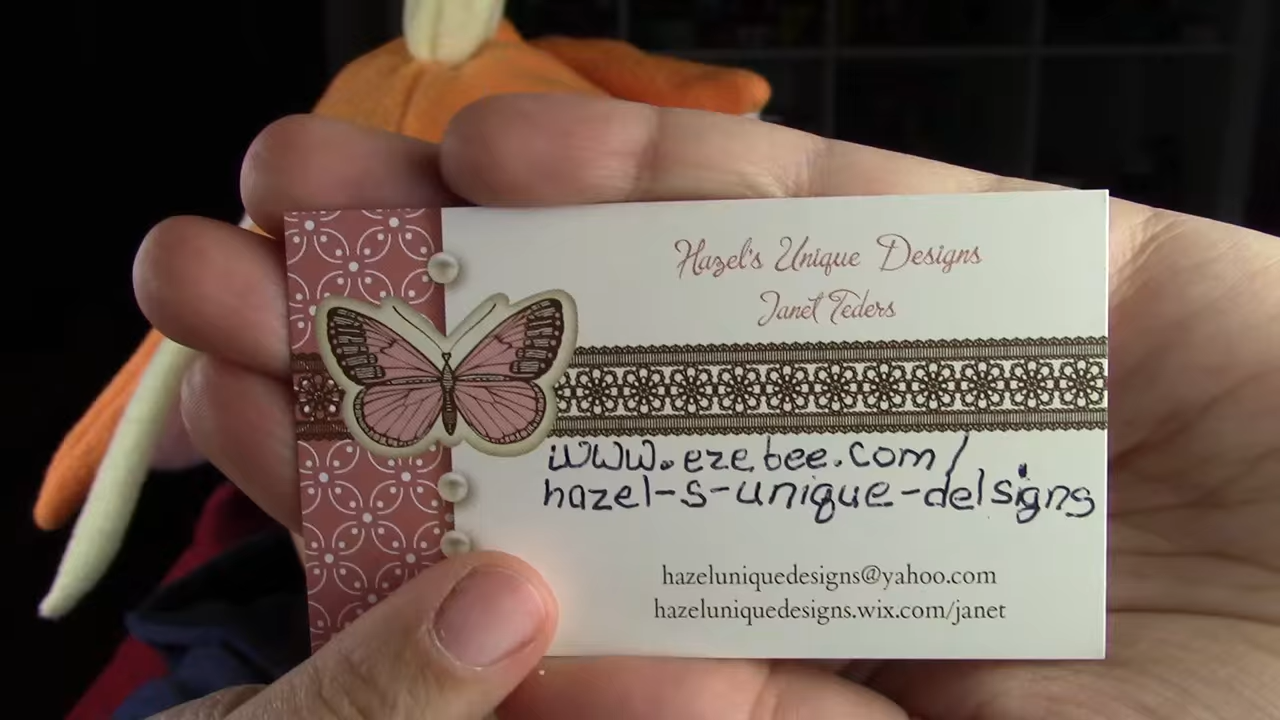 Hazel's Unique Designs
Janet Teders
www.ezebee.com/
hazel-s-unique-delsigns
hazeluniquedesigns@yahoo.com
hazeluniquedesigns.wix.com/janet